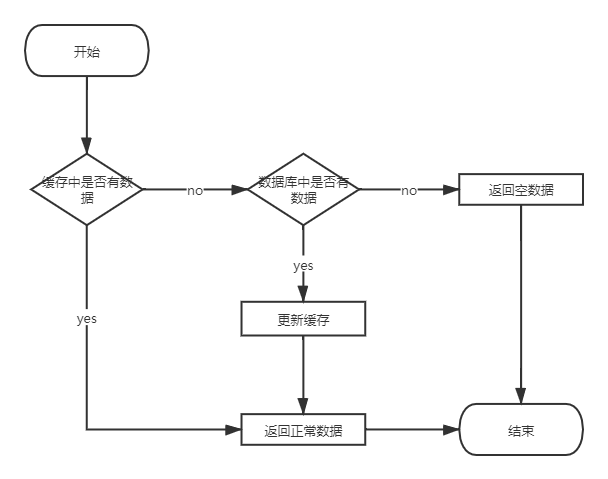 开始
缓存中是否有数
据
no
数据库中是否有
数据
no
返回空数据
yes
更新缓存
yes
返回正常数据
结束